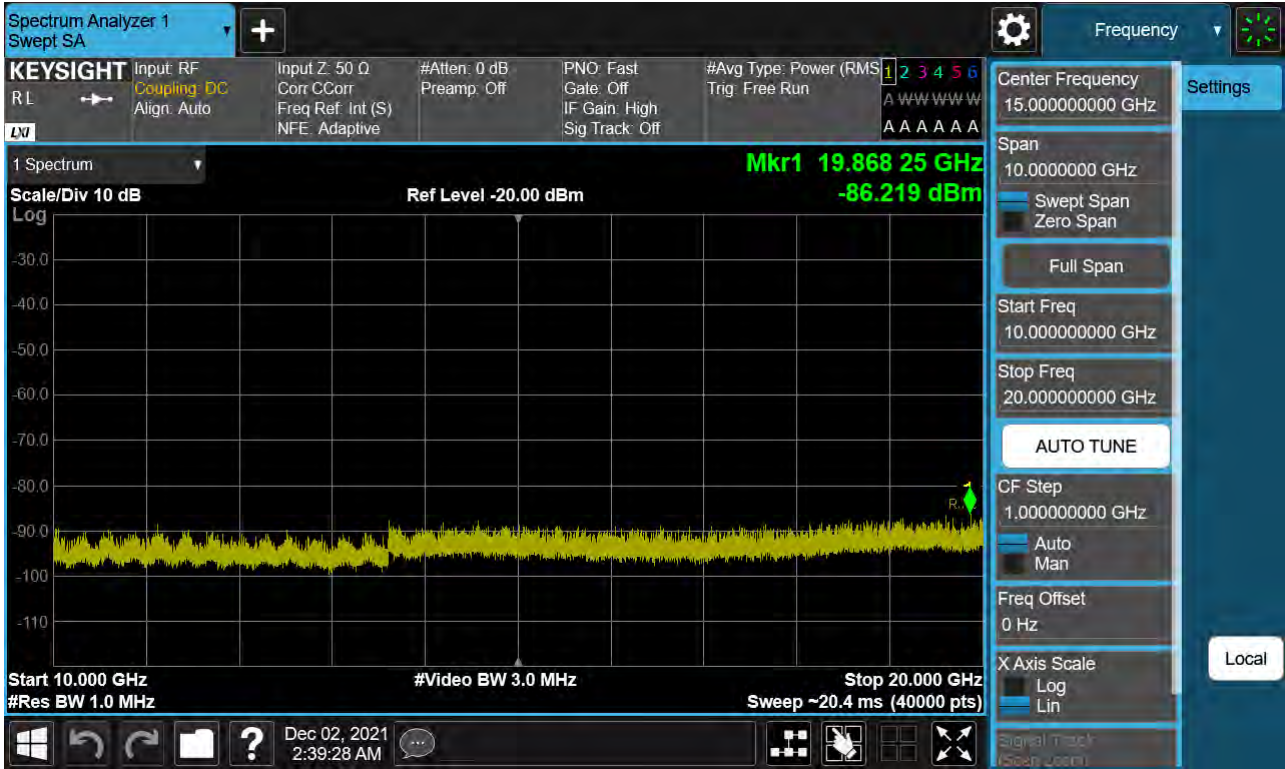 Spectrum Analyzer 1
Swept SA
Frequency
KEYSIGHT
RL
LXI
Input: RF
Coupling: DC
Align: Auto
Input Z: 50 Ω
Corr CCorr
Freq Ref: Int (S)
NFE: Adaptive
#Atten: 0 dB
Preamp: Off
PNO: Fast
Gate: Off
IF Gain: High
Sig Track: Off
#Avg Type: Power (RMS
Trig: Free Run
1 2 3 4 5 6
A W W W W W
A A A A A A
1 Spectrum
Mkr1 19.868 25 GHz
Scale/Div 10 dB
Ref Level -20.00 dBm
-86.219 dBm
Log
-30.0
-40.0
-50.0
-60.0
-70.0
-80.0
-90.0
-100
-110
1
R..
Start 10.000 GHz
#Video BW 3.0 MHz
Stop 20.000 GHz
#Res BW 1.0 MHz
Sweep ~20.4 ms (40000 pts)
Center Frequency
15.000000000 GHz
Span
10.0000000 GHz
Swept Span
Zero Span
Full Span
Start Freq
10.000000000 GHz
Stop Freq
20.000000000 GHz
AUTO TUNE
CF Step
1.000000000 GHz
Auto
Man
Freq Offset
0 Hz
X Axis Scale
Log
Lin
Signal Track
(Span Zoom)
Settings
Local
?
Dec 02, 2021
2:39:28 AM